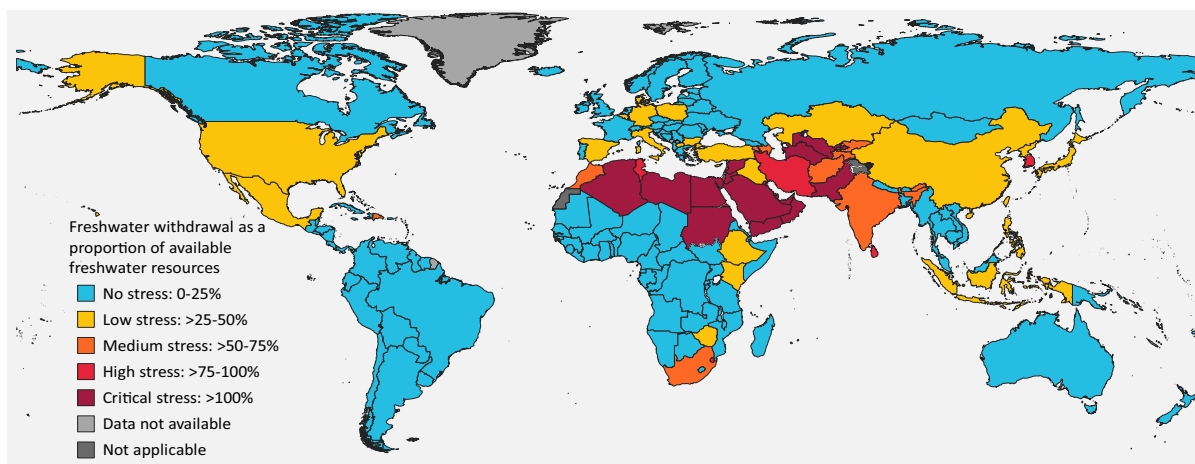 Freshwater withdrawal as a
proportion of available
freshwater resources
No stress: 0-25%
Low stress: >25-50%
Medium stress: >50-75%
High stress: >75-100%
Critical stress: >100%
Data not available
Not applicable